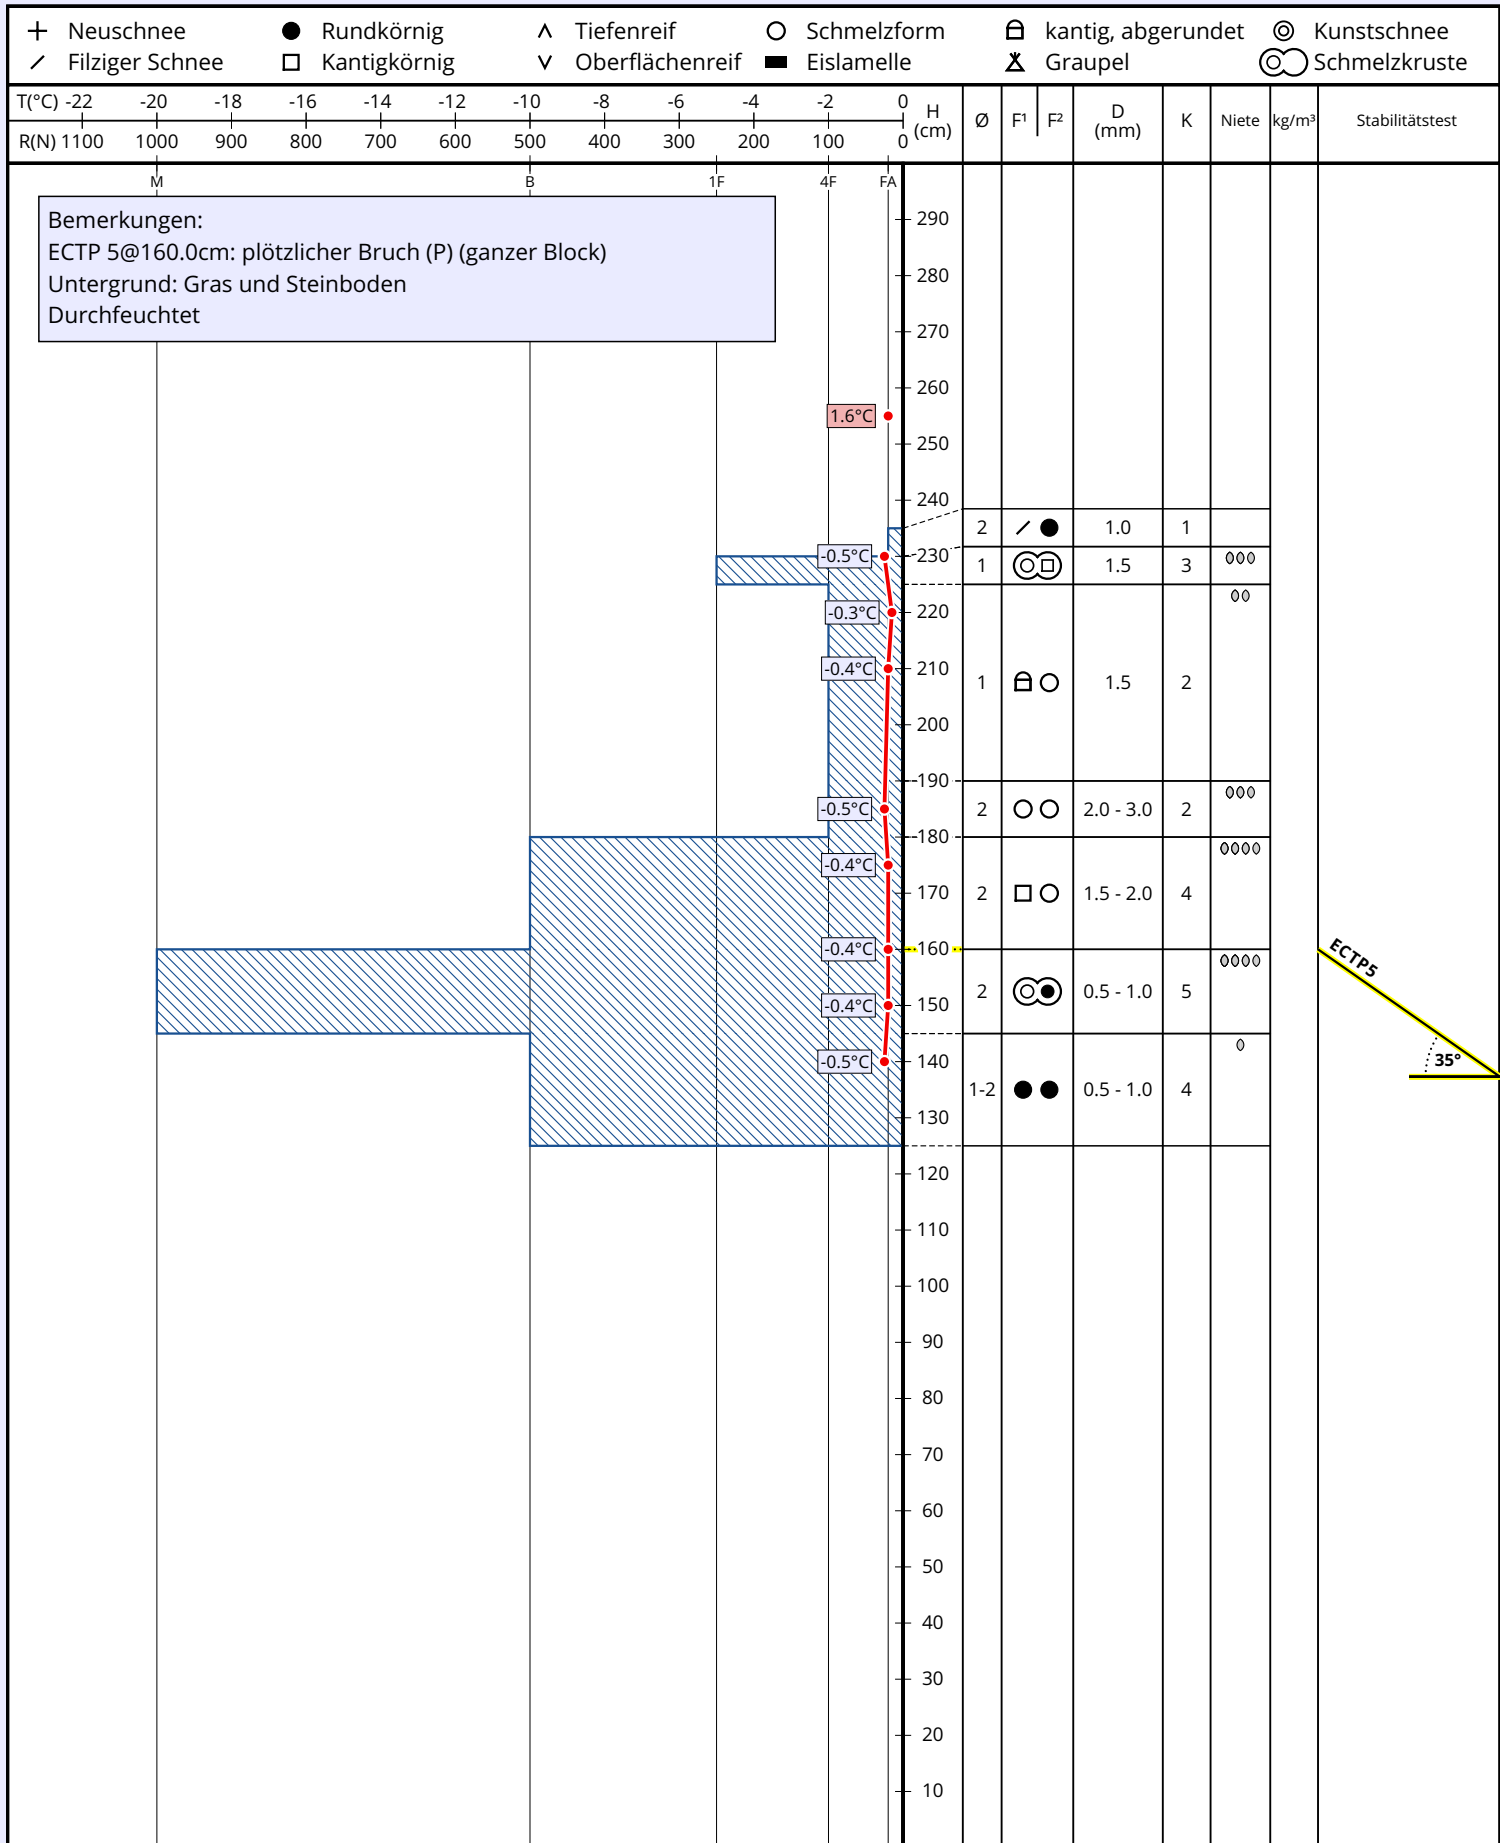 Neuschnee Rundkörnig Tiefenreif Schmelzform kantig, abgerundet Kunstschnee
Filziger Schnee Kantigkörnig Oberflächenreif Eislamelle Graupel Schmelzkruste
T(°C) -22 -20 -18 -16 -14 -12 -10 -8 -6 -4 -2 0
R(N) 1100 1000 900 800 700 600 500 400 300 200 100 0
H (cm) Ø F¹ F² D (mm) K Niete kg/m³ Stabilitätstest
M B 1F 4F FA
Bemerkungen:
ECTP 5@160.0cm: plötzlicher Bruch (P) (ganzer Block)
Untergrund: Gras und Steinboden
Durchfeuchtet
290
280
270
260
1.6°C
250
240
2 1.0 1
-0.5°C 230
1 1.5 3
-0.3°C 220
-0.4°C 210
1 1.5 2
200
190
-0.5°C 2 2.0 - 3.0 2
180
-0.4°C
170 2 1.5 - 2.0 4
-0.4°C 160
ECTP5
2 0.5 - 1.0 5
-0.4°C 150
-0.5°C 140
35°
1-2 0.5 - 1.0 4
130
120
110
100
90
80
70
60
50
40
30
20
10